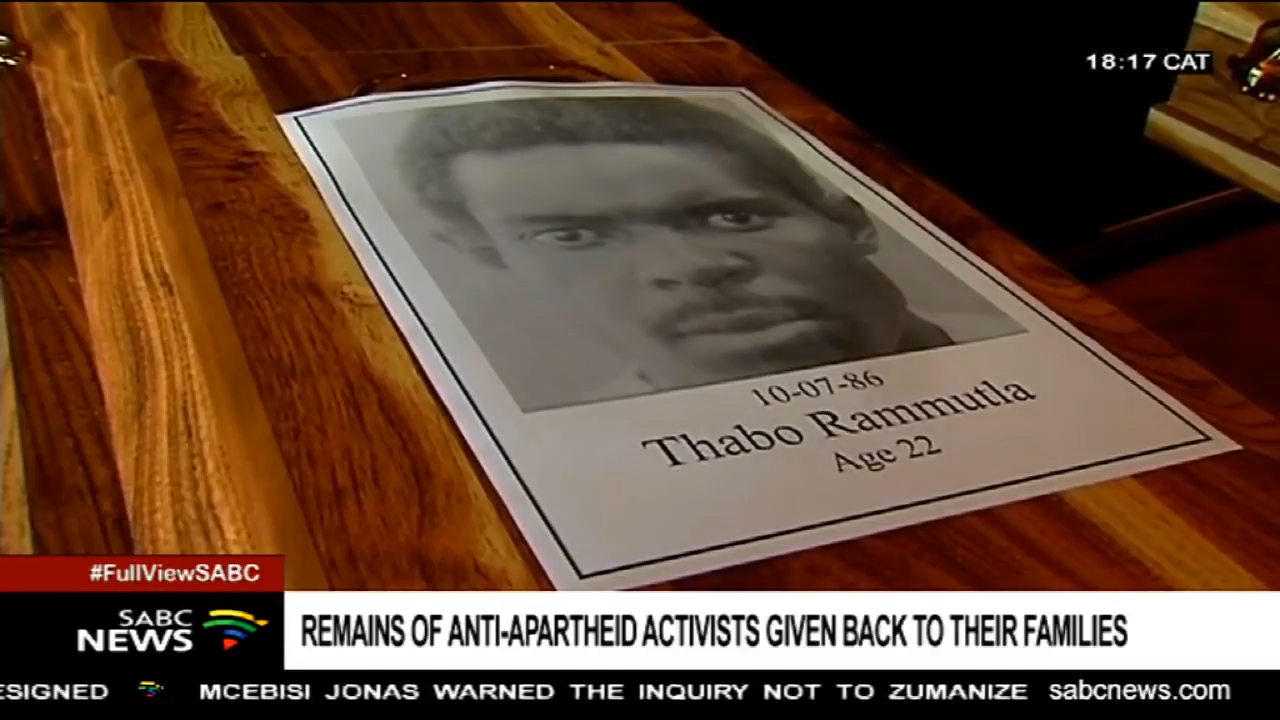 18:17 CAT
10-07-86
Thabo Rammutla
Age 22
#FullViewSABC
SABC
NEWS
REMAINS OF ANTI-APARTHEID ACTIVISTS GIVEN BACK TO THEIR FAMILIES
ESIGNED MCEBISI JONAS WARNED THE INQUIRY NOT TO ZUMANIZE sabcnews.com